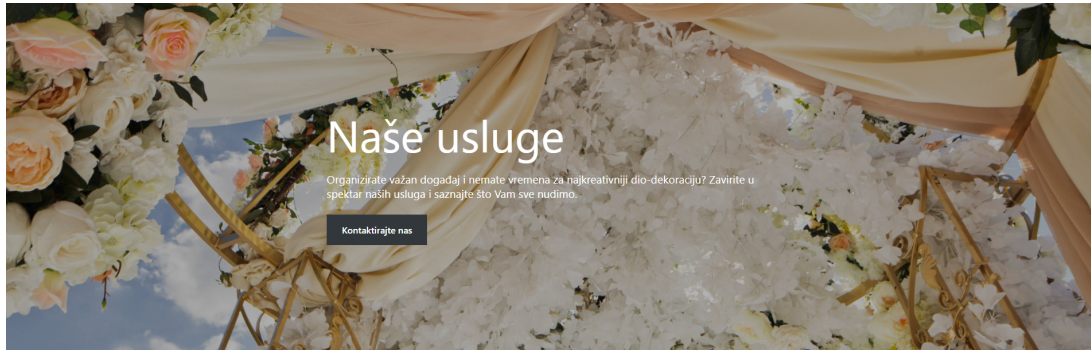 Naše usluge
Organizirate važan događaj i nemate vremena za najkreativniji dio-dekoraciju? Zavirite u
spektar naših usluga i saznajte što Vam sve nudimo.
Kontaktirajte nas